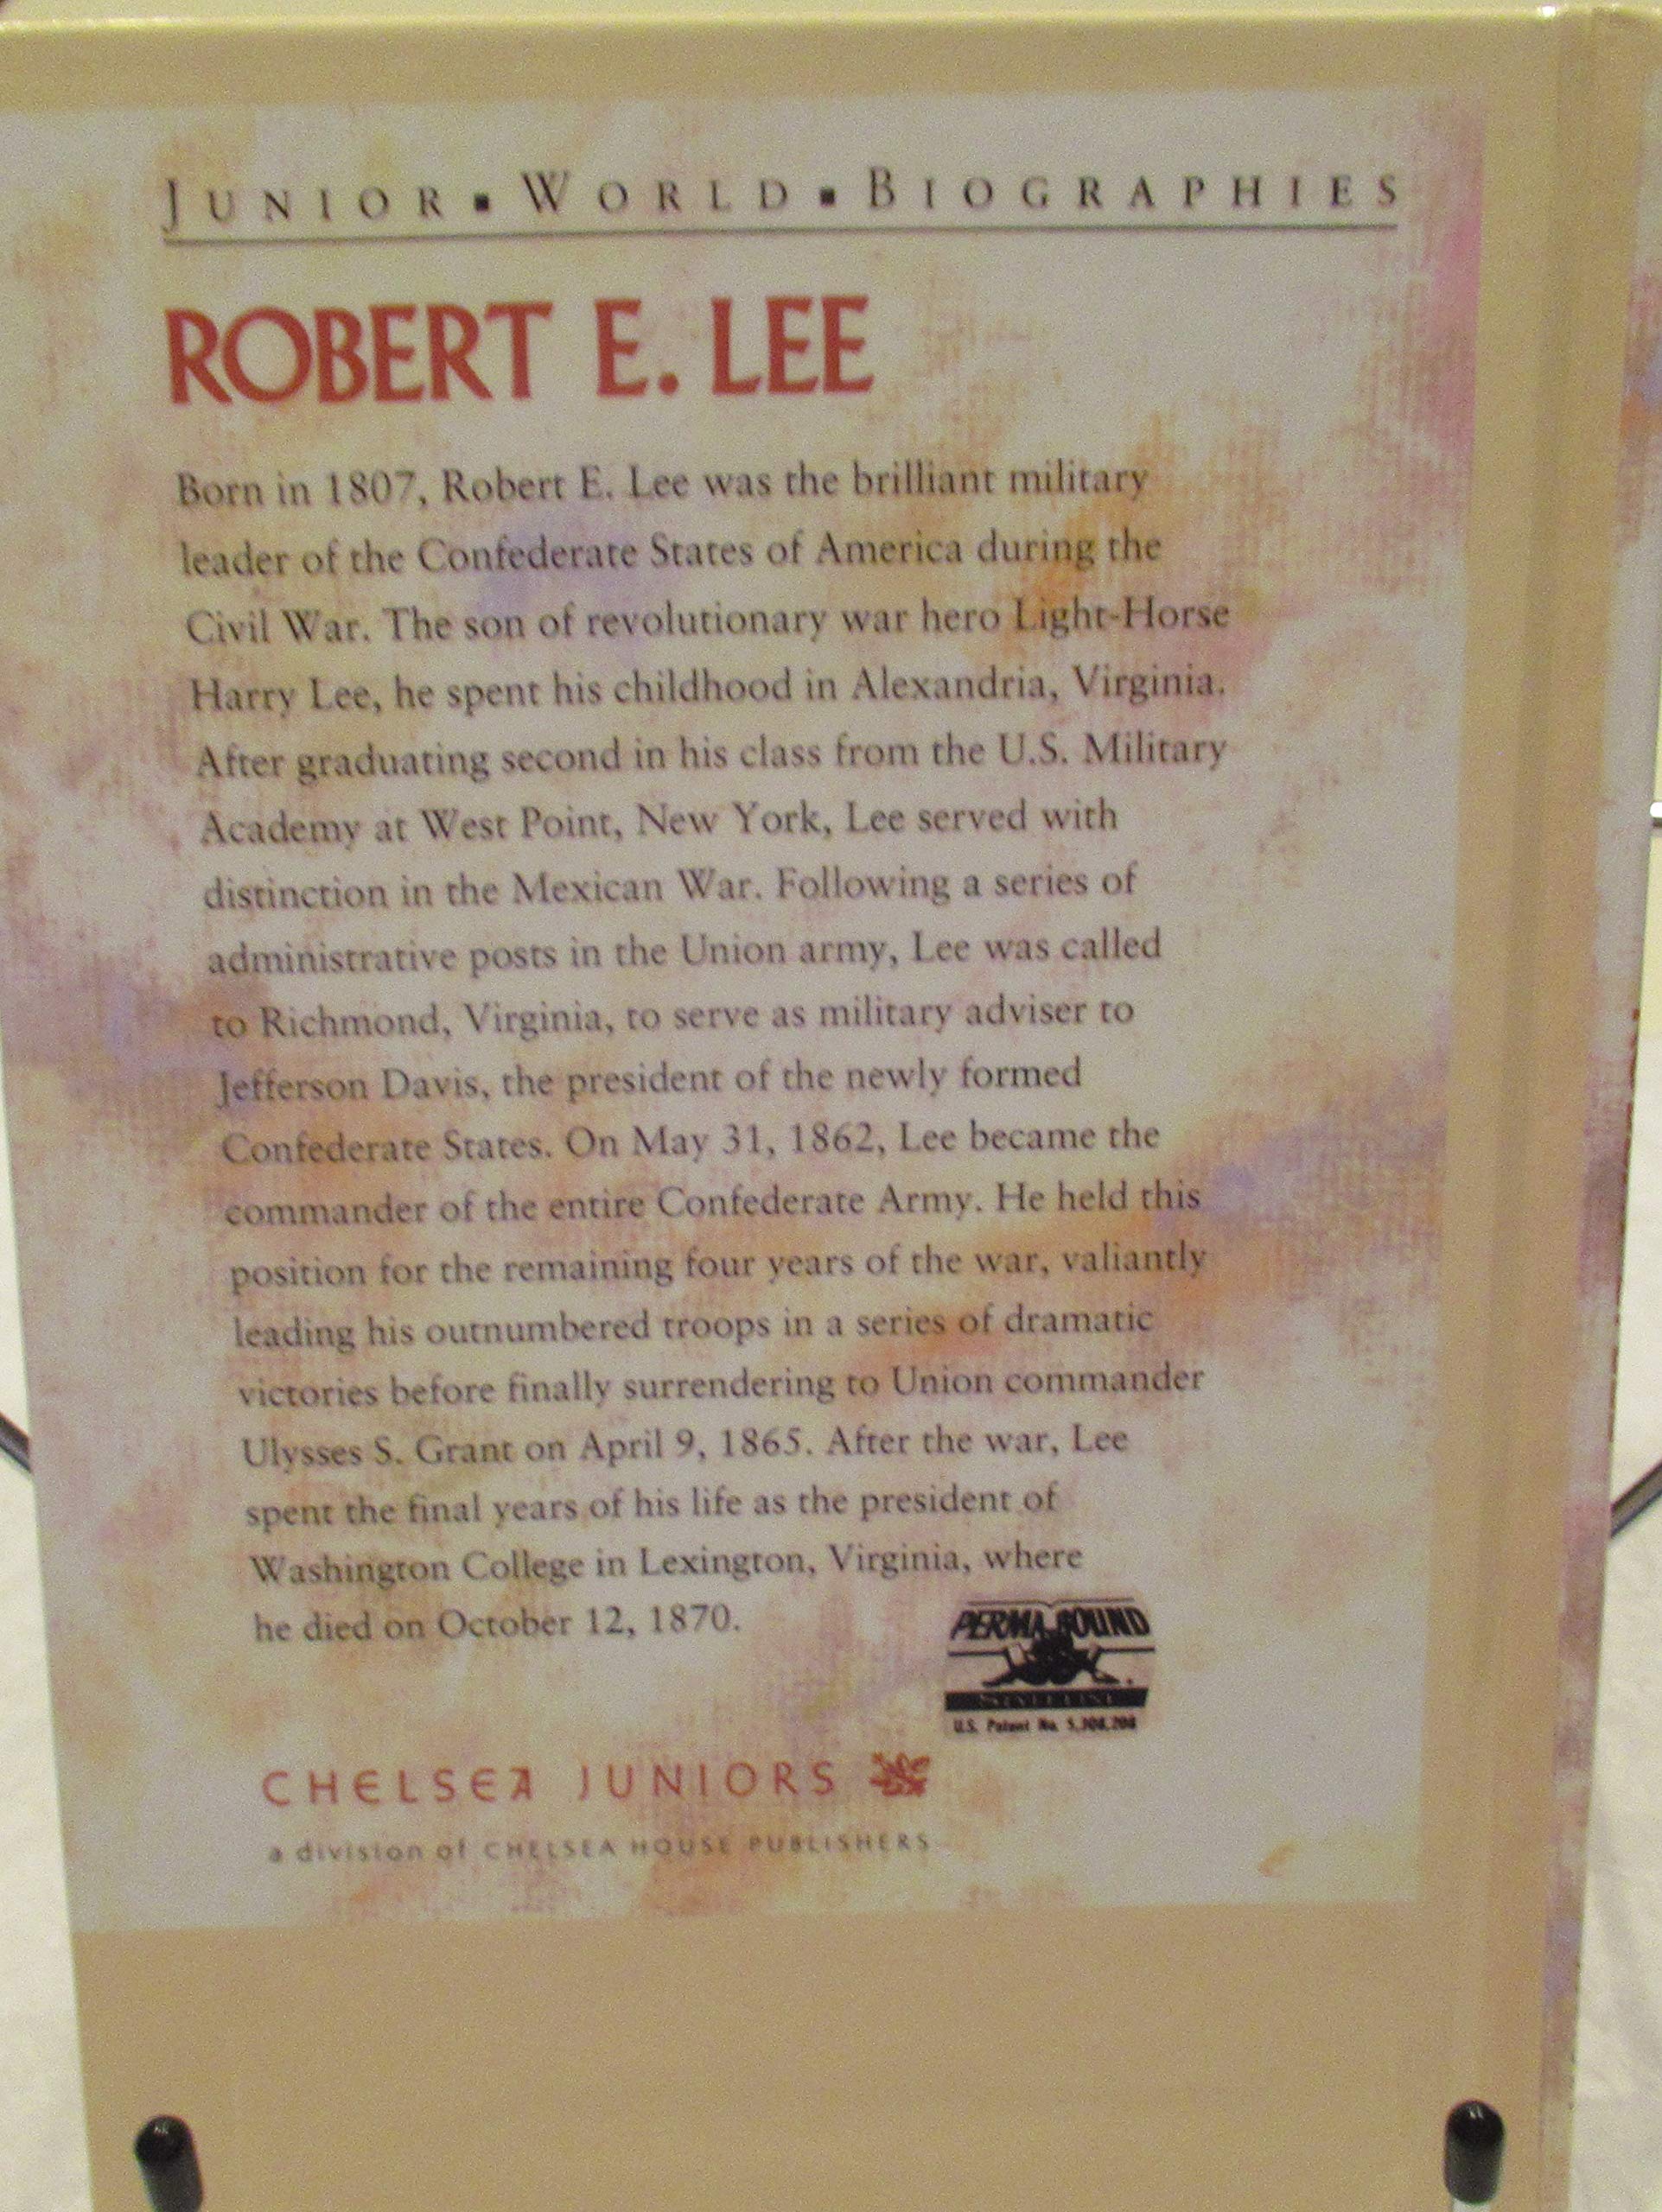 JUNIOR ▪ WORLD ▪ BIOGRAPHIES
ROBERT E. LEE
Born in 1807, Robert E. Lee was the brilliant military
leader of the Confederate States of America during the
Civil War. The son of revolutionary war hero Light-Horse
Harry Lee, he spent his childhood in Alexandria, Virginia.
After graduating second in his class from the U.S. Military
Academy at West Point, New York, Lee served with
distinction in the Mexican War. Following a series of
administrative posts in the Union army, Lee was called
to Richmond, Virginia, to serve as military adviser to
Jefferson Davis, the president of the newly formed
Confederate States. On May 31, 1862, Lee became the
commander of the entire Confederate Army. He held this
position for the remaining four years of the war, valiantly
leading his outnumbered troops in a series of dramatic
victories before finally surrendering to Union commander
Ulysses S. Grant on April 9, 1865. After the war, Lee
spent the final years of his life as the president of
Washington College in Lexington, Virginia, where
he died on October 12, 1870.
PERMA BOUND
U.S. Patent No.
CHELSEA JUNIORS
a division of CHELSEA HOUSE PUBLISHERS